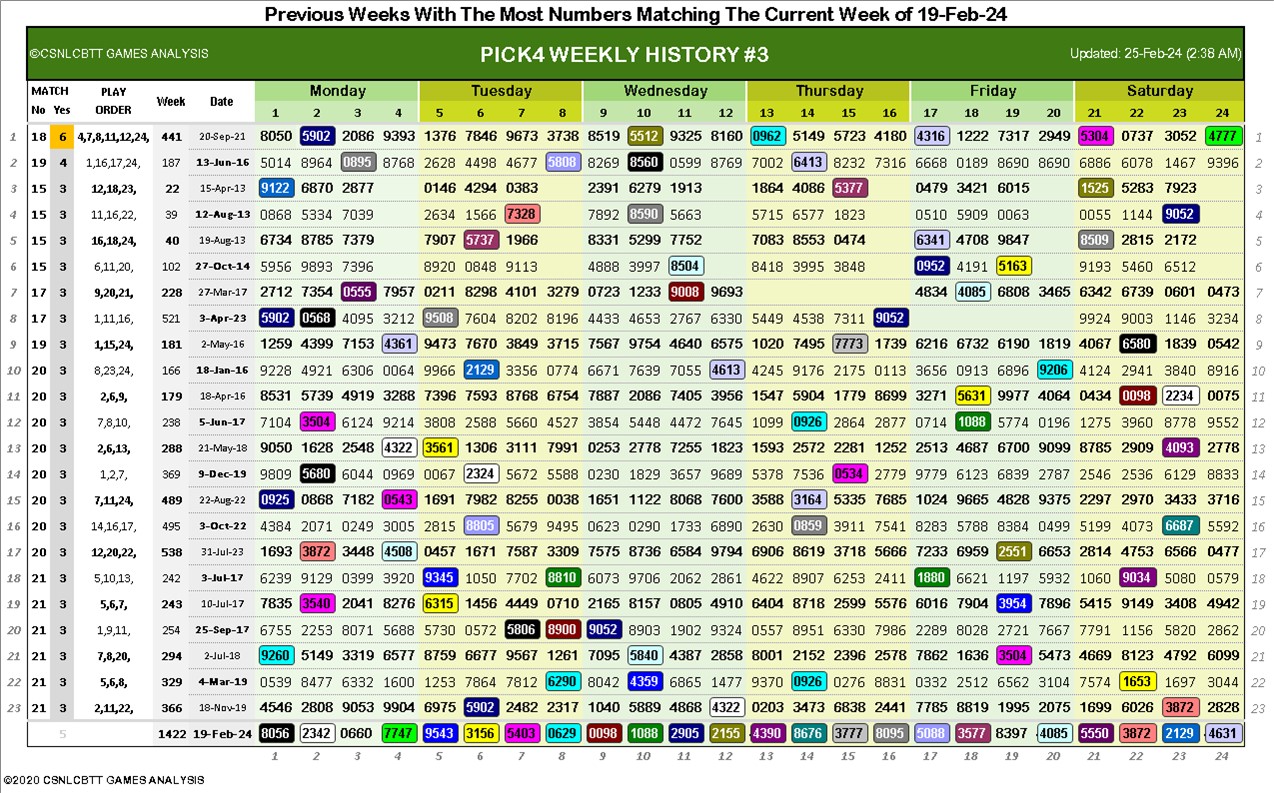 Previous Weeks With The Most Numbers Matching The Current Week of 19-Feb-24
©CSNLCBTT GAMES ANALYSIS PICK4 WEEKLY HISTORY #3 Updated: 25-Feb-24 (2:38 AM)
MATCH PLAY Week Date Monday Tuesday Wednesday Thursday Friday Saturday
No Yes ORDER 1 2 3 4 5 6 7 8 9 10 11 12 13 14 15 16 17 18 19 20 21 22 23 24
1 18 6 4,7,8,11,12,24, 441 20-Sep-21 8050 5902 2086 9393 1376 7846 9673 3738 8519 5512 9325 8160 0962 5149 5723 4180 4316 1222 7317 2949 5304 0737 3052 4777 1
2 19 4 1,16,17,24, 187 13-Jun-16 5014 8964 0895 8768 2628 4498 4677 5808 8269 8560 0599 8769 7002 6413 8232 7316 6668 0189 8690 8690 6886 6078 1467 9396 2
3 15 3 12,18,23, 22 15-Apr-13 9122 6870 2877 0146 4294 0383 2391 6279 1913 1864 4086 5377 0479 3421 6015 1525 5283 7923 3
4 15 3 11,16,22, 39 12-Aug-13 0868 5334 7039 2634 1566 7328 7892 8590 5663 5715 6577 1823 0510 5909 0063 0055 1144 9052 4
5 15 3 16,18,24, 40 19-Aug-13 6734 8785 7379 7907 5737 1966 8331 5299 7752 7083 8553 0474 6341 4708 9847 8509 2815 2172 5
6 15 3 6,11,20, 102 27-Oct-14 5956 9893 7396 8920 0848 9113 4888 3997 8504 8418 3995 3848 0952 4191 5163 9193 5460 6512 6
7 17 3 9,20,21, 228 27-Mar-17 2712 7354 0555 7957 0211 8298 4101 3279 0723 1233 9008 9693 4834 4085 6808 3465 6342 6739 0601 0473 7
8 17 3 1,11,16, 521 3-Apr-23 5902 0568 4095 3212 9508 7604 8202 8196 4433 4653 2767 6330 5449 4538 7311 9052 9924 9003 1146 3234 8
9 19 3 1,15,24, 181 2-May-16 1259 4399 7153 4361 9473 7670 3849 3715 7567 9754 4640 6575 1020 7495 7773 1739 6216 6732 6190 1819 4067 6580 1839 0542 9
10 20 3 8,23,24, 166 18-Jan-16 9228 4921 6306 0064 9966 2129 3356 0774 6671 7639 7055 4613 4245 9176 2175 0113 3656 0913 6896 9206 4124 2941 3840 8916 10
11 20 3 2,6,9, 179 18-Apr-16 8531 5739 4919 3288 7396 7593 8768 6754 7887 2086 7405 3956 1547 5904 1779 8699 3271 5631 9977 4064 0434 0098 2234 0075 11
12 20 3 7,8,10, 238 5-Jun-17 7104 3504 6124 9214 3808 2588 5660 4527 3854 5448 4472 7645 1099 0926 2864 2877 0714 1088 5774 0196 1275 3960 8778 9552 12
13 20 3 2,6,13, 288 21-May-18 9050 1628 2548 4322 3561 1306 3111 7991 0253 2778 7255 1823 1593 2572 2281 1252 2513 4687 6700 9099 8785 2909 4093 2778 13
14 20 3 1,2,7, 369 9-Dec-19 9809 5680 6044 0969 0067 2324 5672 5588 0230 1829 3657 9689 5378 7536 0534 2779 9779 6123 6839 2787 2546 2536 6129 8833 14
15 20 3 7,11,24, 489 22-Aug-22 0925 0868 7182 0543 1691 7982 8255 0038 1651 1122 8068 7000 3588 3164 5335 7685 1024 9665 4828 9375 2297 2970 3433 3716 15
16 20 3 14,16,17, 495 3-Oct-22 4384 2071 0249 3005 2815 8805 5679 9495 0623 0290 1733 6890 2630 0859 3911 7541 8283 5788 8384 0499 5199 4073 6687 5592 16
17 20 3 12,20,22, 538 31-Jul-23 1693 3872 3448 4508 0457 1671 7587 3309 7575 8736 6584 9794 6906 8619 3718 5666 7233 6959 2551 6653 2814 4753 6566 0477 17
18 21 3 5,10,13, 242 3-Jul-17 6239 9129 0399 3920 9345 1050 7702 8810 6073 9706 2062 2861 4622 8907 6253 2411 1880 6621 1197 5932 1060 9034 5080 0579 18
19 21 3 5,6,7, 243 10-Jul-17 7835 3540 2041 8276 6315 1456 4449 0710 2165 8157 0805 4910 6404 8718 2599 5576 6016 7904 3954 7896 5415 9149 3408 4942 19
20 21 3 1,9,11, 254 25-Sep-17 6755 2253 8071 5688 5730 0572 5806 8900 9052 8903 1902 9324 0557 8951 6330 7986 2289 8028 2721 7667 7791 1156 5820 2862 20
21 21 3 7,8,20, 294 2-Jul-18 9260 5149 3319 6577 8759 6677 9567 1261 7095 5840 4387 2858 8001 2152 2396 2578 7862 1636 3504 5473 4669 8123 4792 6099 21
22 21 3 5,6,8, 329 4-Mar-19 0539 8477 6332 1600 1253 7864 7812 6290 8042 4359 6865 1477 9370 0926 0276 8831 0332 2512 6562 3104 7574 1653 1697 3044 22
23 21 3 2,11,22, 366 18-Nov-19 4546 2808 9053 9904 6975 5902 2482 2317 1040 5889 4868 4322 0203 3473 6838 2441 7785 8819 1995 2075 1699 6026 3872 2828 23
5 1422 19-Feb-24 8056 2342 0660 7747 9543 3156 5403 0629 0098 1088 2905 2155 4390 8676 3777 8095 5088 3577 8397 4085 5550 3872 2129 4631
1 2 3 4 5 6 7 8 9 10 11 12 13 14 15 16 17 18 19 20 21 22 23 24
©2020 CSNLCBTT GAMES ANALYSIS